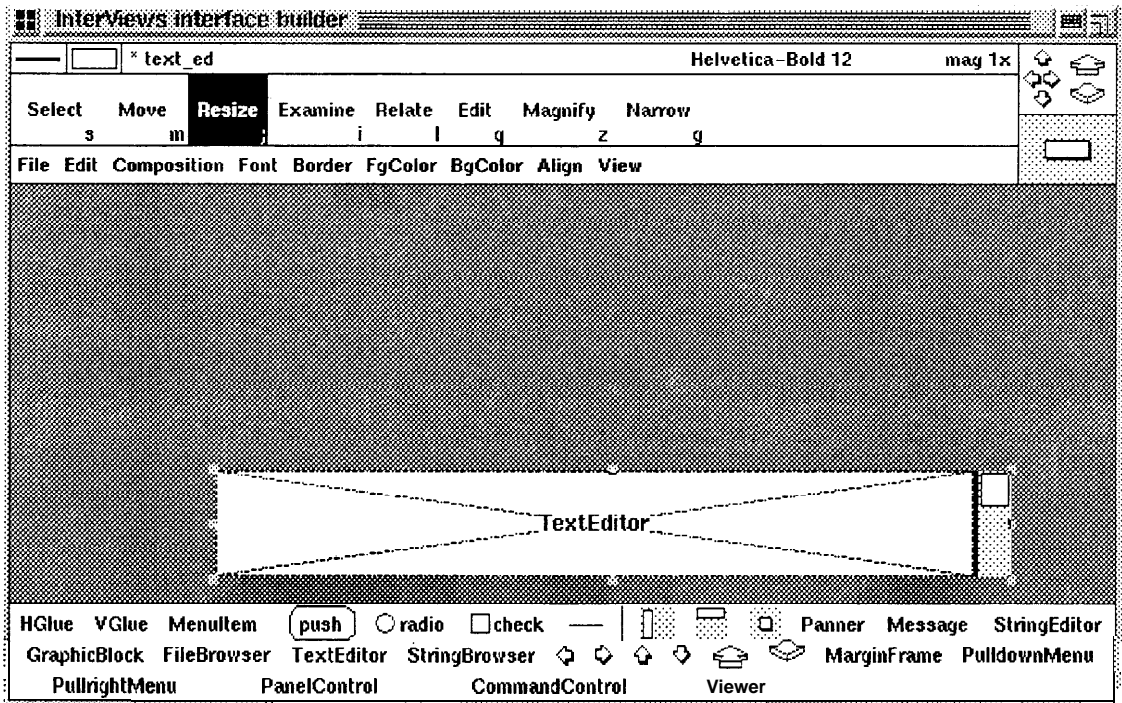 InterViews interface builder
* text_ed Helvetica-Bold 12 mag 1x
Select Move Resize Examine Relate Edit Magnify Narrow
s m ; i l q z g
File Edit Composition Font Border FgColor BgColor Align View
TextEditor
HGlue VGlue MenuItem push radio check Panner Message StringEditor
GraphicBlock FileBrowser TextEditor StringBrowser MarginFrame PulldownMenu
PullrightMenu PanelControl CommandControl Viewer